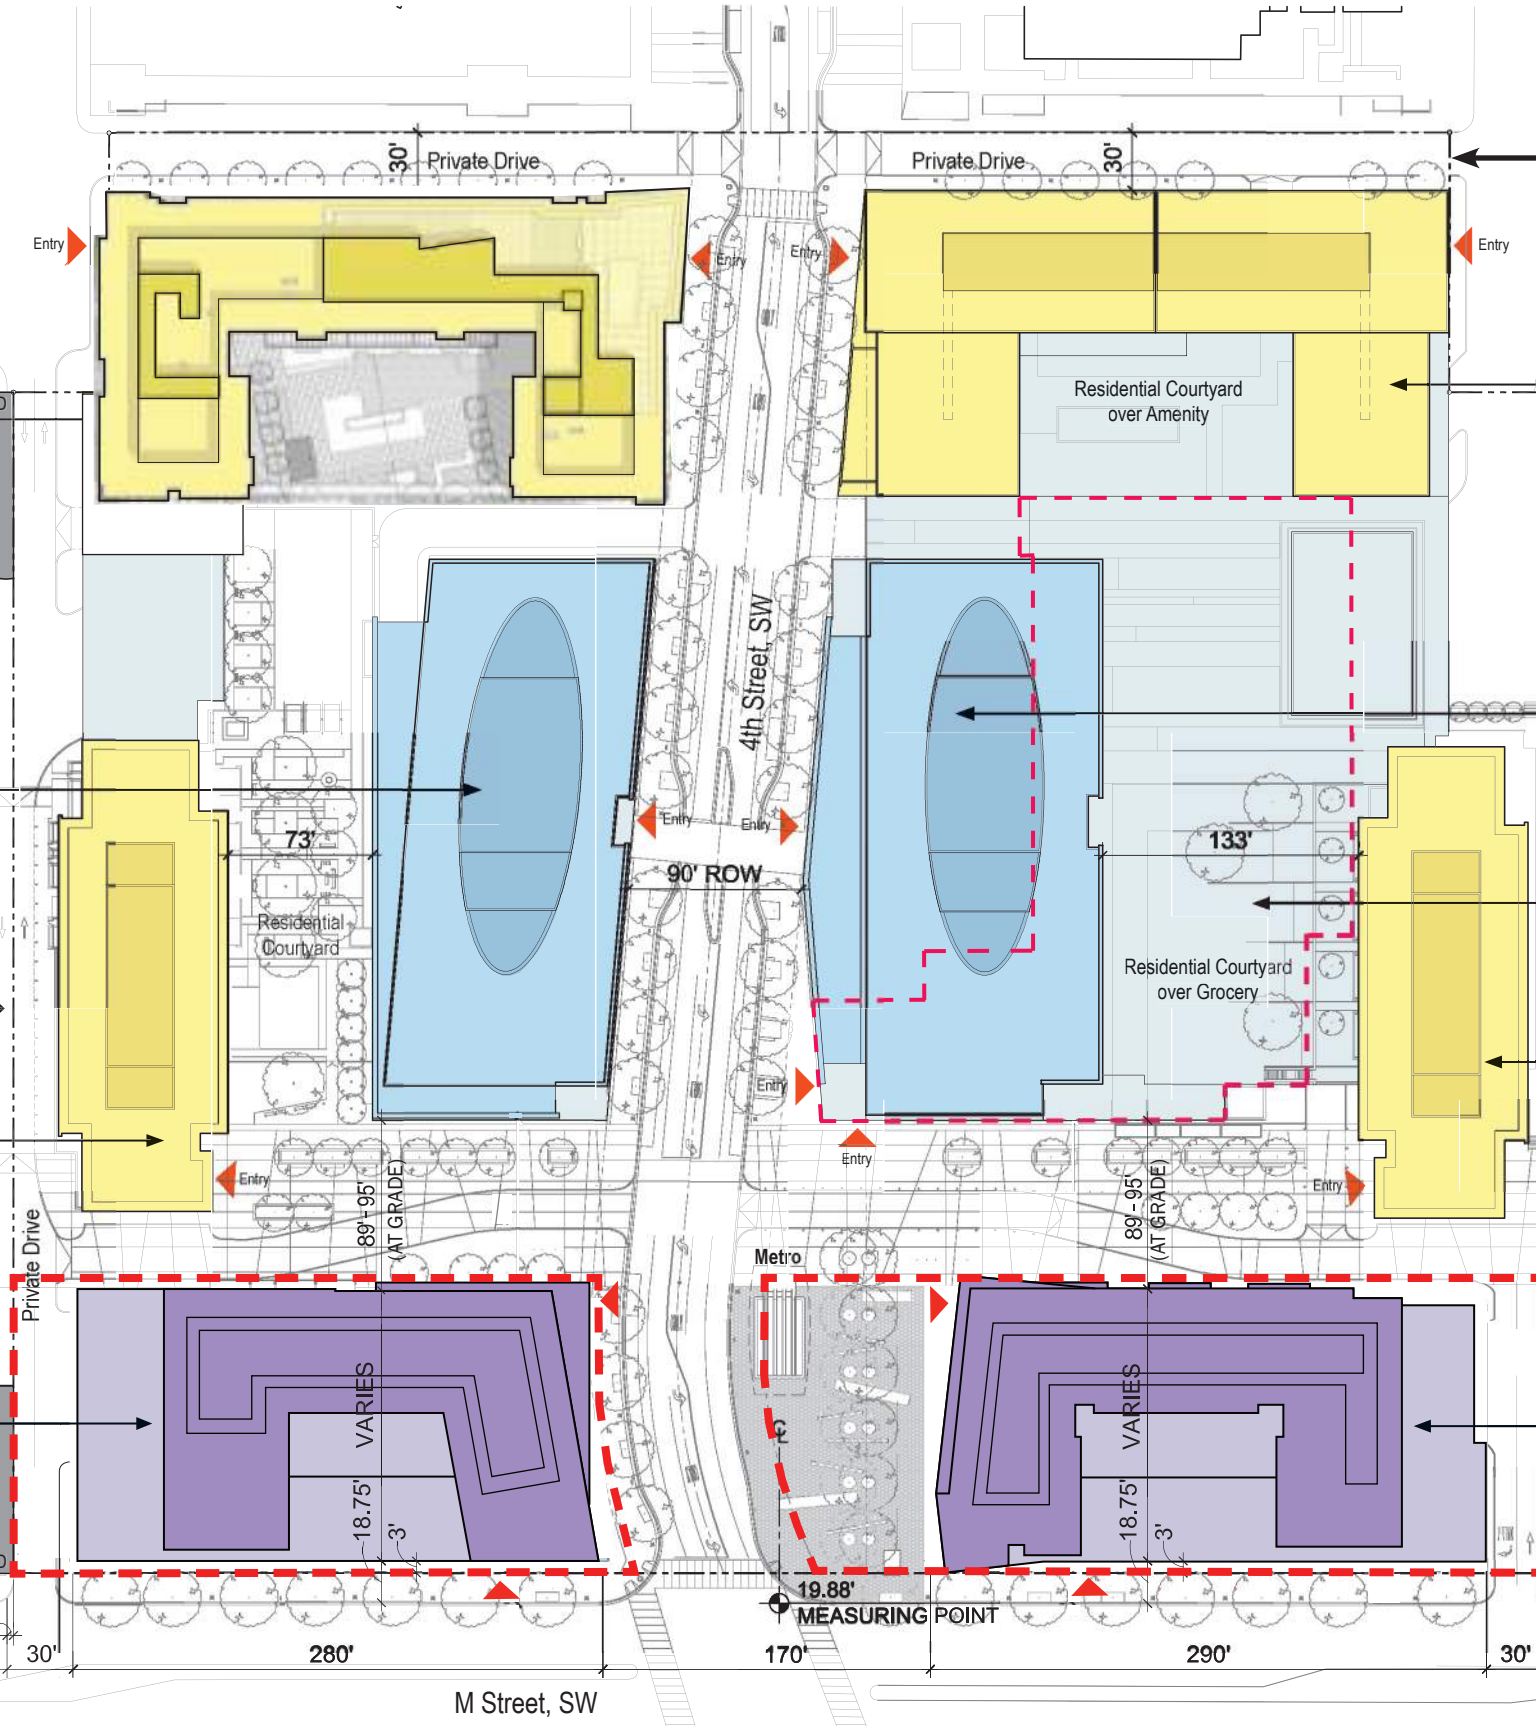 30'
Private Drive
Private Drive
30'
Entry
Entry
Entry
Entry
Residential Courtyard
over Amenity
4th Street, SW
73'
Entry
Entry
133'
90' ROW
Residential
Courtyard
Residential Courtyard
over Grocery
Entry
Entry
Entry
Entry
89'- 95'
(AT GRADE)
89'- 95'
(AT GRADE)
Private Drive
Metro
VARIES
VARIES
18.75'
3'
18.75'
3'
19.88'
MEASURING POINT
30'
280'
170'
290'
30'
M Street, SW